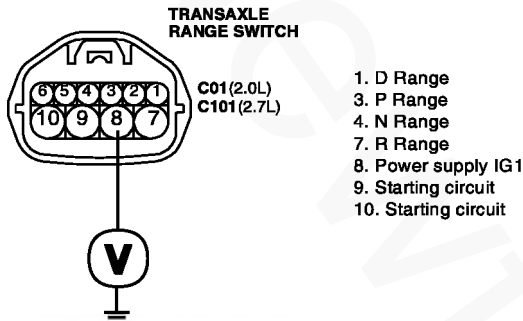 TRANSAXLE
RANGE SWITCH
C01(2.0L)
C101(2.7L)
6 5 4 3 2 1
10 9 8 7
V
1. D Range
3. P Range
4. N Range
7. R Range
8. Power supply IG1
9. Starting circuit
10. Starting circuit